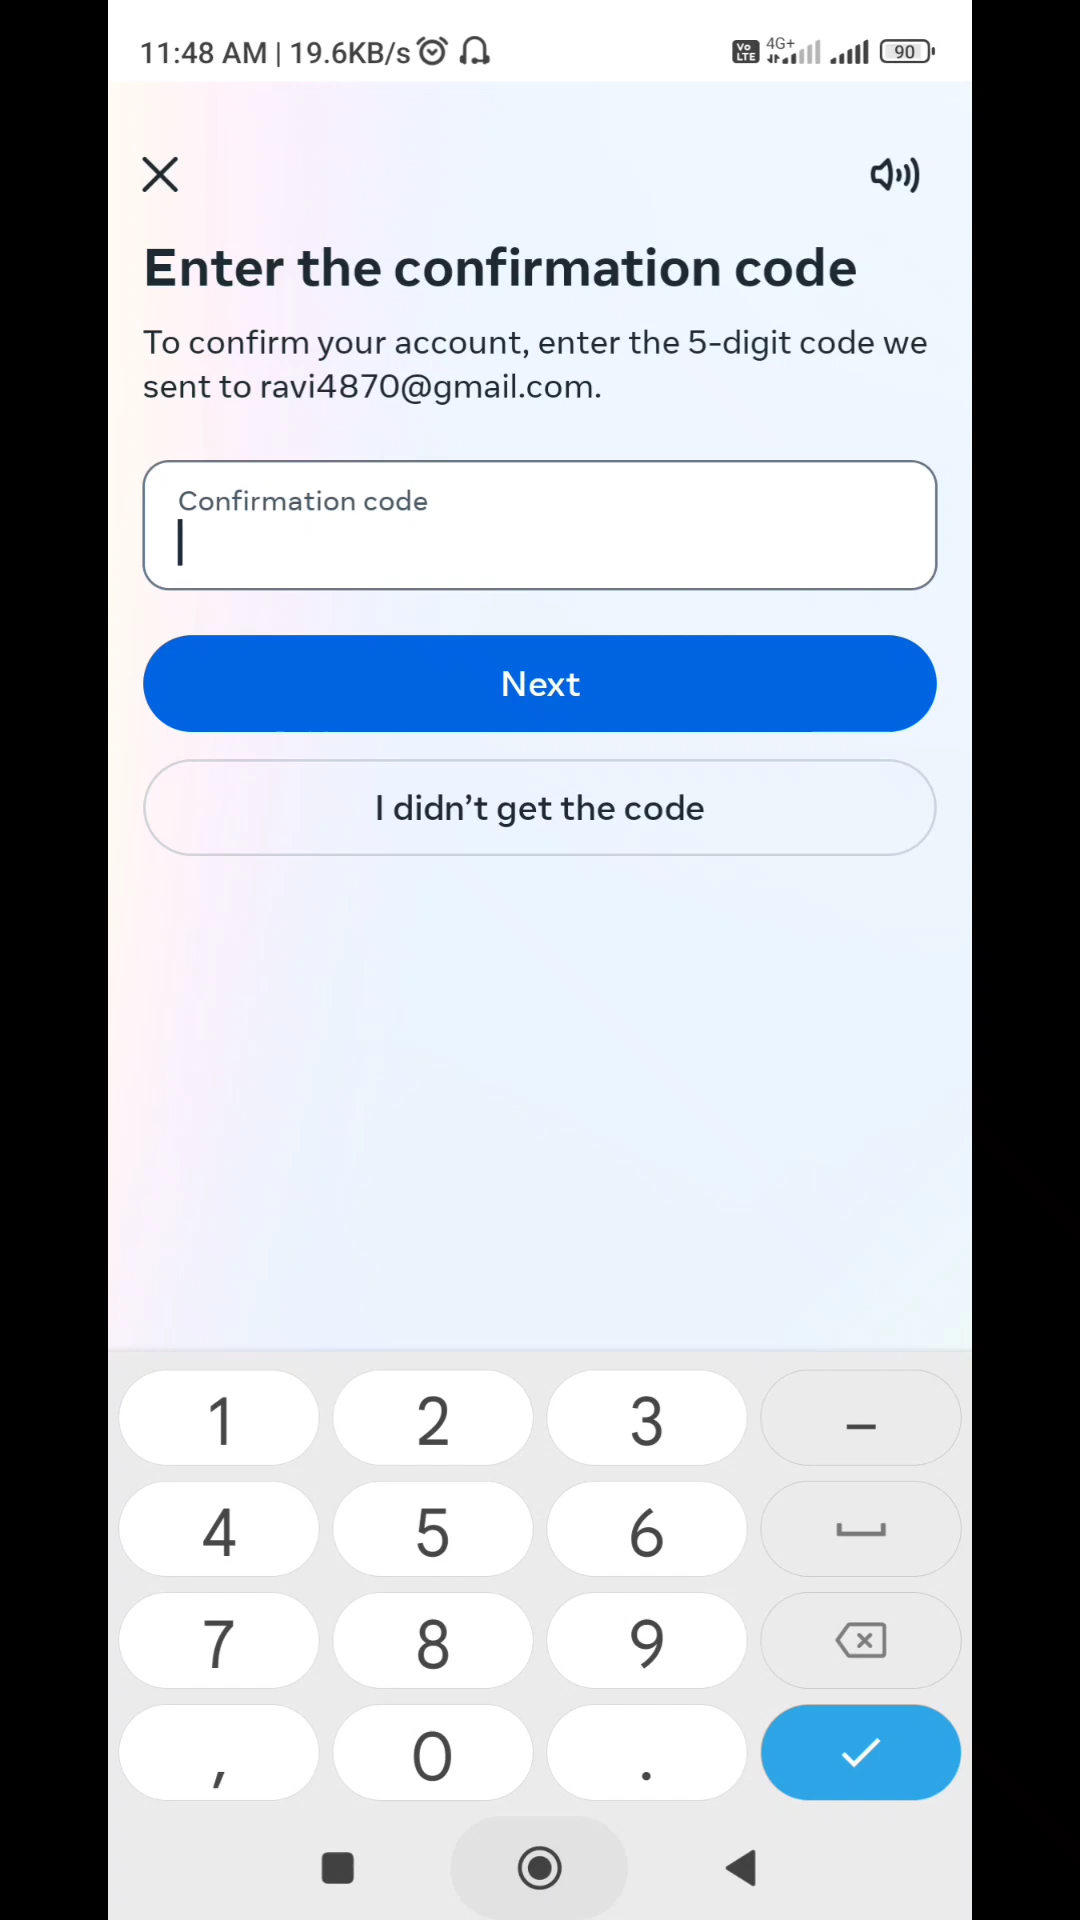 11:48 AM | 19.6KB/s
Vo LTE 4G+ 90
Enter the confirmation code
To confirm your account, enter the 5-digit code we
sent to ravi4870@gmail.com.
Confirmation code
Next
I didn’t get the code
1 2 3 –
4 5 6
7 8 9
, 0 .